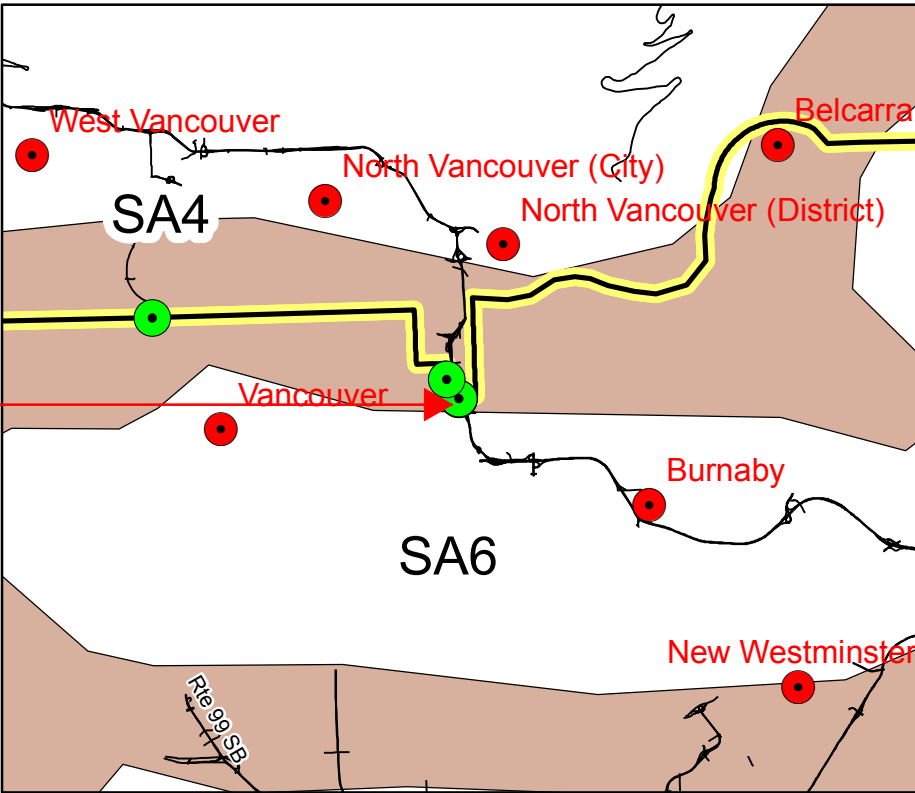 Belcarra
West Vancouver
North Vancouver (City)
SA4
North Vancouver (District)
Vancouver
Burnaby
SA6
New Westminster
Rte 99 SB